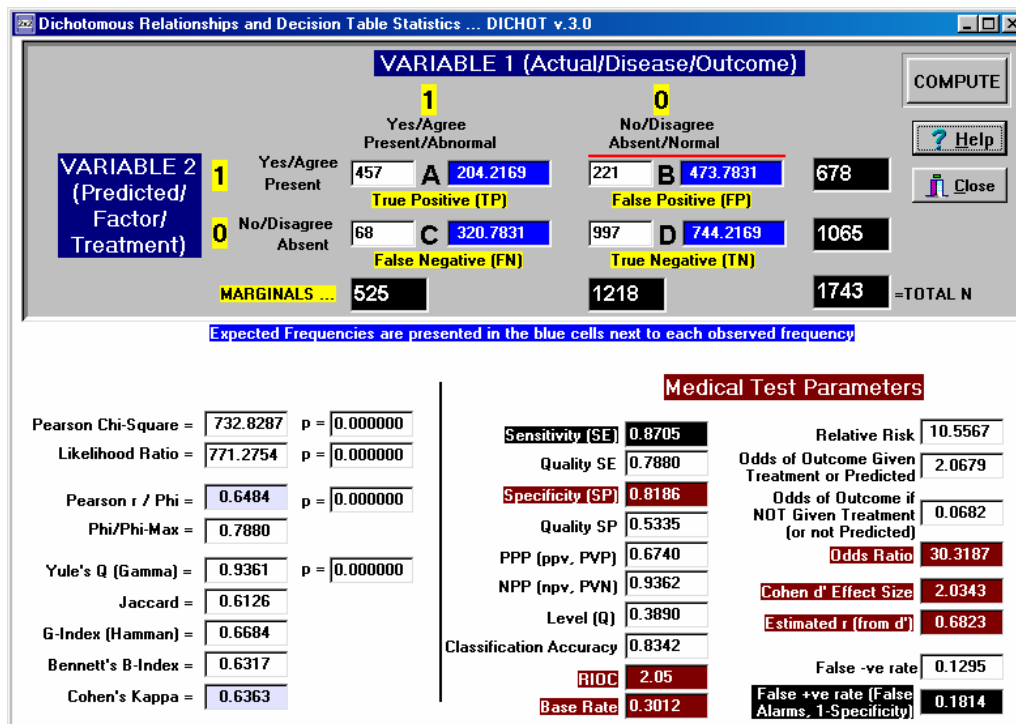 Dichotomous Relationships and Decision Table Statistics ... DICHOT v.3.0
VARIABLE 1 (Actual/Disease/Outcome)
COMPUTE
1 0
Yes/Agree No/Disagree
Present/Abnormal Absent/Normal
Help
VARIABLE 2
(Predicted/
Factor/
Treatment)
1 Yes/Agree
Present
457 A 204.2169 221 B 473.7831 678
True Positive (TP) False Positive (FP)
Close
0 No/Disagree
Absent
68 C 320.7831 997 D 744.2169 1065
False Negative (FN) True Negative (TN)
MARGINALS ... 525 1218 1743 =TOTAL N
Expected Frequencies are presented in the blue cells next to each observed frequency
Pearson Chi-Square = 732.8287 p = 0.000000
Likelihood Ratio = 771.2754 p = 0.000000
Pearson r / Phi = 0.6484 p = 0.000000
Phi/Phi-Max = 0.7880
Yule's Q (Gamma) = 0.9361 p = 0.000000
Jaccard = 0.6126
G-Index (Hamman) = 0.6684
Bennett's B-Index = 0.6317
Cohen's Kappa = 0.6363
Medical Test Parameters
Sensitivity (SE) 0.8705
Quality SE 0.7880
Specificity (SP) 0.8186
Quality SP 0.5335
PPP (ppv, PVP) 0.6740
NPP (npv, PVN) 0.9362
Level (Q) 0.3890
Classification Accuracy 0.8342
RIOC 2.05
Base Rate 0.3012
Relative Risk 10.5567
Odds of Outcome Given
Treatment or Predicted 2.0679
Odds of Outcome if
NOT Given Treatment 0.0682
(or not Predicted)
Odds Ratio 30.3187
Cohen d' Effect Size 2.0343
Estimated r (from d') 0.6823
False -ve rate 0.1295
False +ve rate (False
Alarms, 1-Specificity) 0.1814